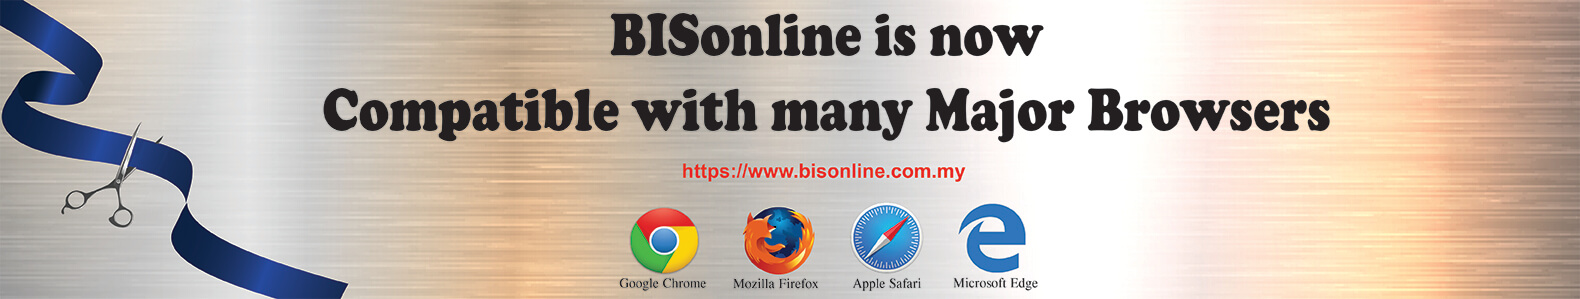 BISonline is now
Compatible with many Major Browsers
https://www.bisonline.com.my
Google Chrome Mozilla Firefox Apple Safari Microsoft Edge